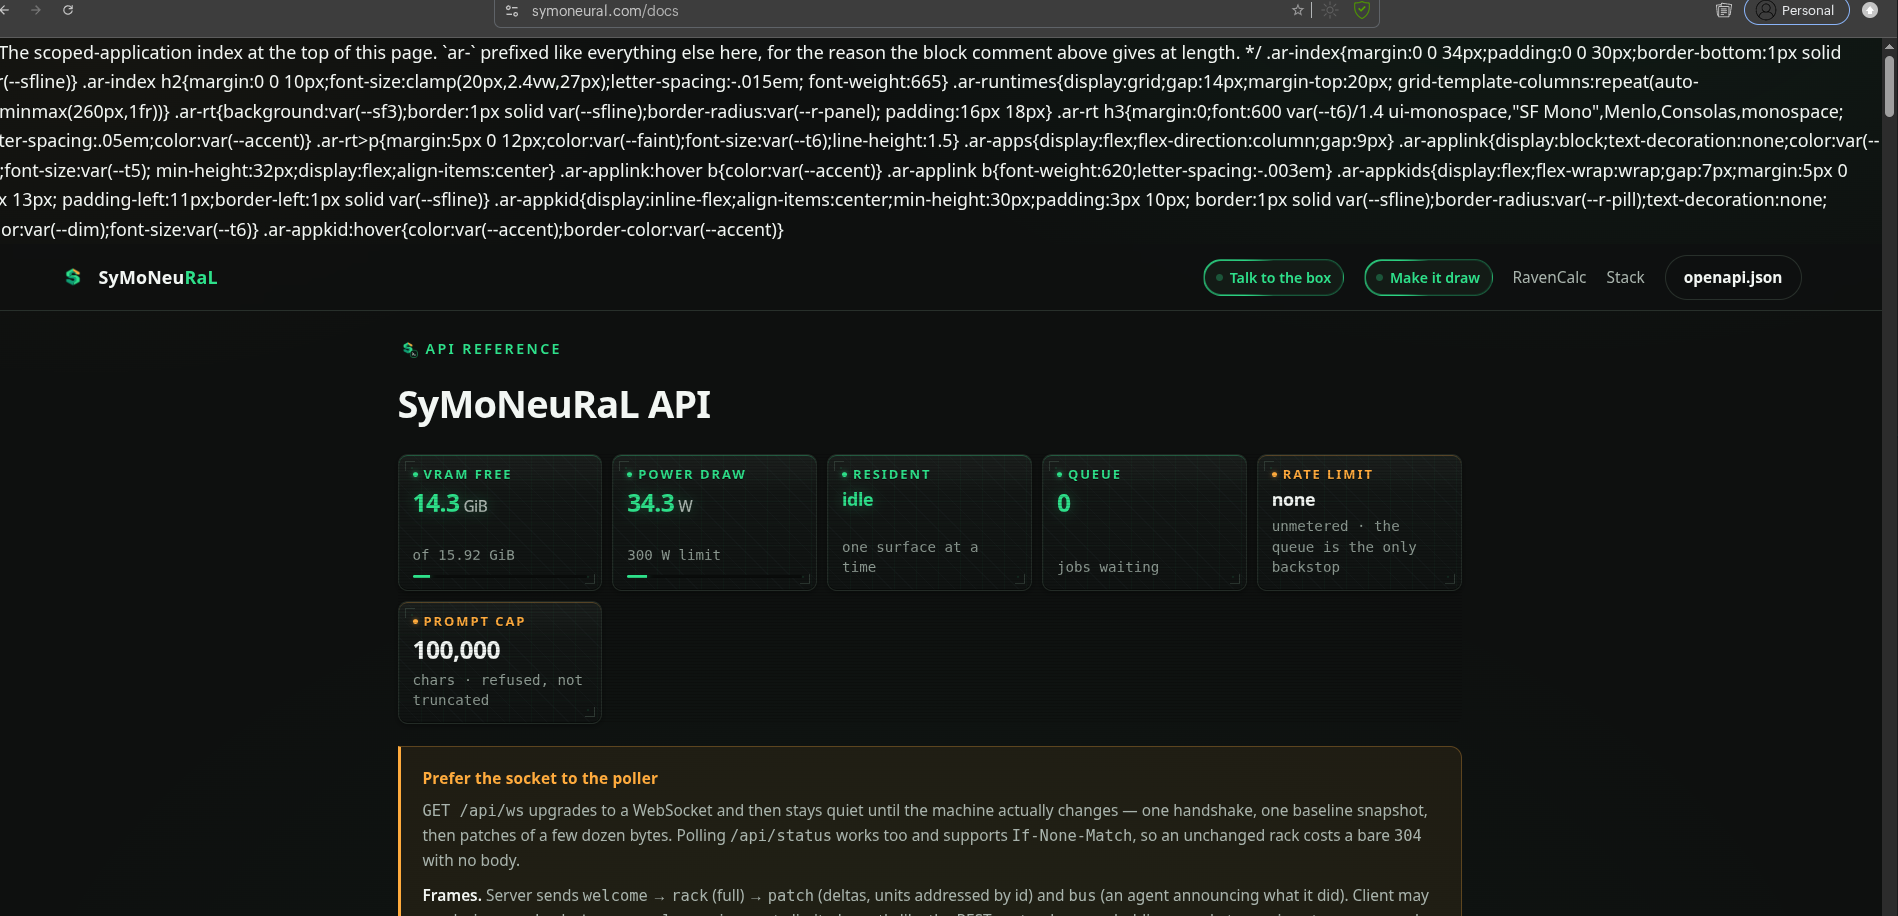 symoneural.com/docs
Personal
The scoped-application index at the top of this page. `ar-` prefixed like everything else here, for the reason the block comment above gives at length. */ .ar-index{margin:0 0 34px;padding:0 0 30px;border-bottom:1px solid
r(--sfline)} .ar-index h2{margin:0 0 10px;font-size:clamp(20px,2.4vw,27px);letter-spacing:-.015em; font-weight:665} .ar-runtimes{display:grid;gap:14px;margin-top:20px; grid-template-columns:repeat(auto-
minmax(260px,1fr))} .ar-rt{background:var(--sf3);border:1px solid var(--sfline);border-radius:var(--r-panel); padding:16px 18px} .ar-rt h3{margin:0;font:600 var(--t6)/1.4 ui-monospace,"SF Mono",Menlo,Consolas,monospace;
ter-spacing:.05em;color:var(--accent)} .ar-rt>p{margin:5px 0 12px;color:var(--faint);font-size:var(--t6);line-height:1.5} .ar-apps{display:flex;flex-direction:column;gap:9px} .ar-applink{display:block;text-decoration:none;color:var(--
;font-size:var(--t5); min-height:32px;display:flex;align-items:center} .ar-applink:hover b{color:var(--accent)} .ar-applink b{font-weight:620;letter-spacing:-.003em} .ar-appkids{display:flex;flex-wrap:wrap;gap:7px;margin:5px 0
x 13px; padding-left:11px;border-left:1px solid var(--sfline)} .ar-appkid{display:inline-flex;align-items:center;min-height:30px;padding:3px 10px; border:1px solid var(--sfline);border-radius:var(--r-pill);text-decoration:none;
or:var(--dim);font-size:var(--t6)} .ar-appkid:hover{color:var(--accent);border-color:var(--accent)}
SyMoNeuRaL
Talk to the box
Make it draw
RavenCalc
Stack
openapi.json
API REFERENCE
SyMoNeuRaL API
VRAM FREE
14.3 GiB
of 15.92 GiB
POWER DRAW
34.3 W
300 W limit
RESIDENT
idle
one surface at a
time
QUEUE
0
jobs waiting
RATE LIMIT
none
unmetered · the
queue is the only
backstop
PROMPT CAP
100,000
chars · refused, not
truncated
Prefer the socket to the poller
GET /api/ws upgrades to a WebSocket and then stays quiet until the machine actually changes — one handshake, one baseline snapshot,
then patches of a few dozen bytes. Polling /api/status works too and supports If-None-Match, so an unchanged rack costs a bare 304
with no body.
Frames. Server sends welcome → rack (full) → patch (deltas, units addressed by id) and bus (an agent announcing what it did). Client may